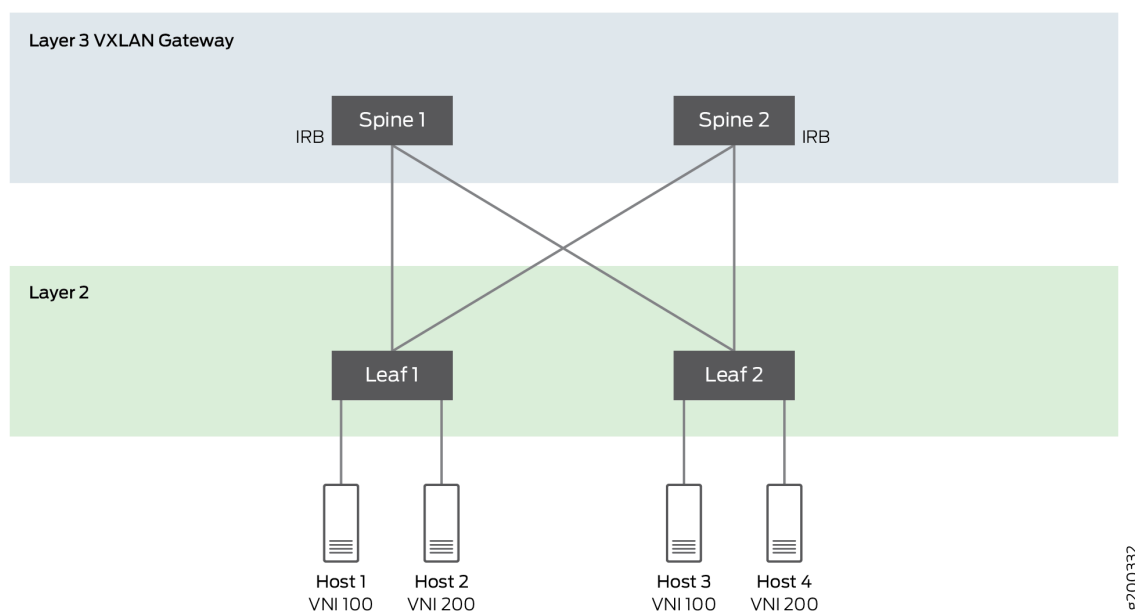 Layer 3 VXLAN Gateway
Spine 1
Spine 2
IRB
IRB
Layer 2
Leaf 1
Leaf 2
Host 1
VNI 100
Host 2
VNI 200
Host 3
VNI 100
Host 4
VNI 200
g200332